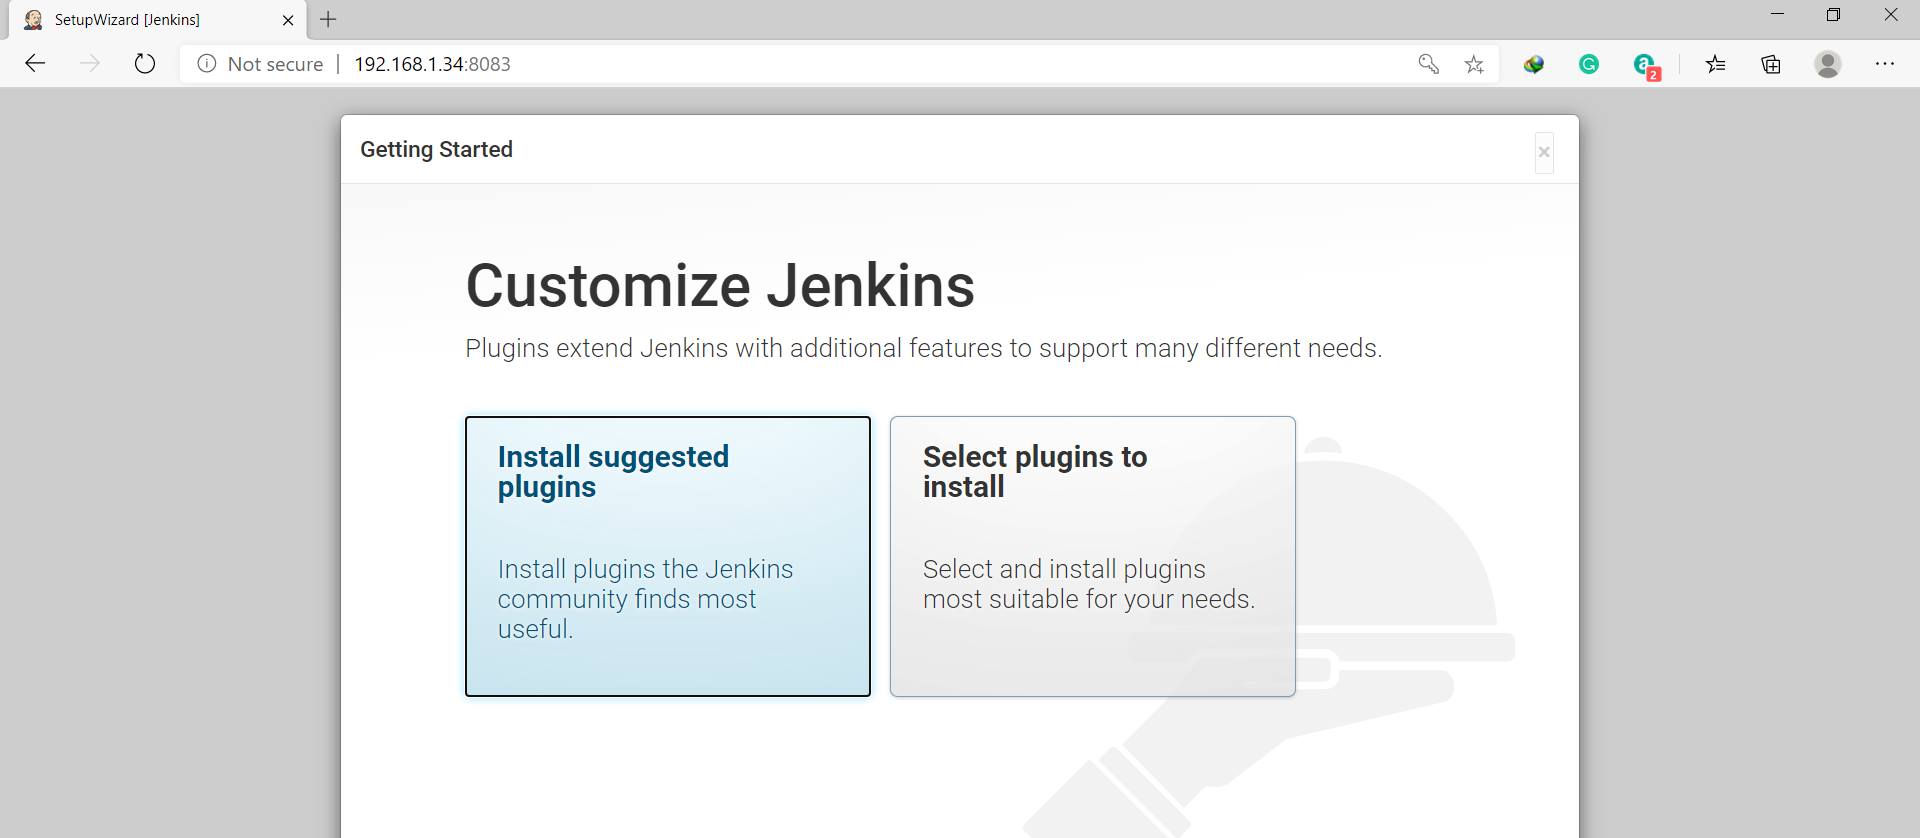 SetupWizard [Jenkins]
Not secure | 192.168.1.34:8083
2
Getting Started
Customize Jenkins
Plugins extend Jenkins with additional features to support many different needs.
Install suggested
plugins
Install plugins the Jenkins
community finds most
useful.
Select plugins to
install
Select and install plugins
most suitable for your needs.